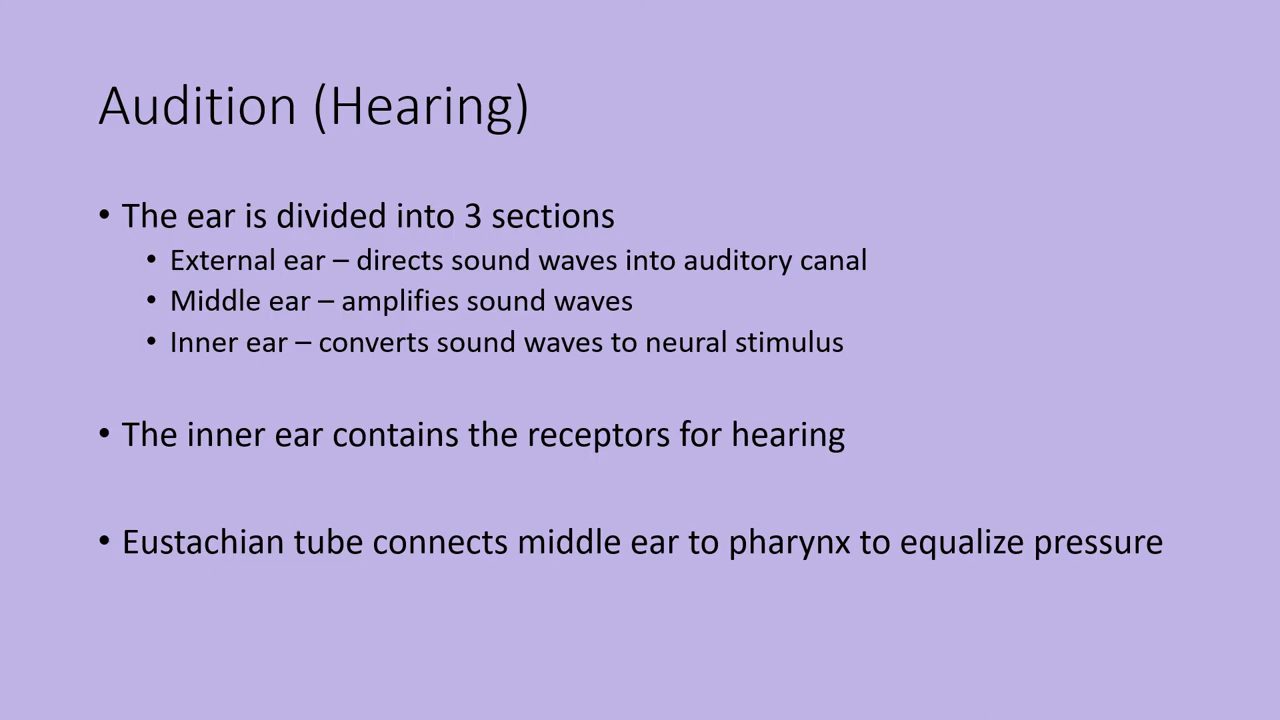 Audition (Hearing)
• The ear is divided into 3 sections
• External ear – directs sound waves into auditory canal
• Middle ear – amplifies sound waves
• Inner ear – converts sound waves to neural stimulus
• The inner ear contains the receptors for hearing
• Eustachian tube connects middle ear to pharynx to equalize pressure